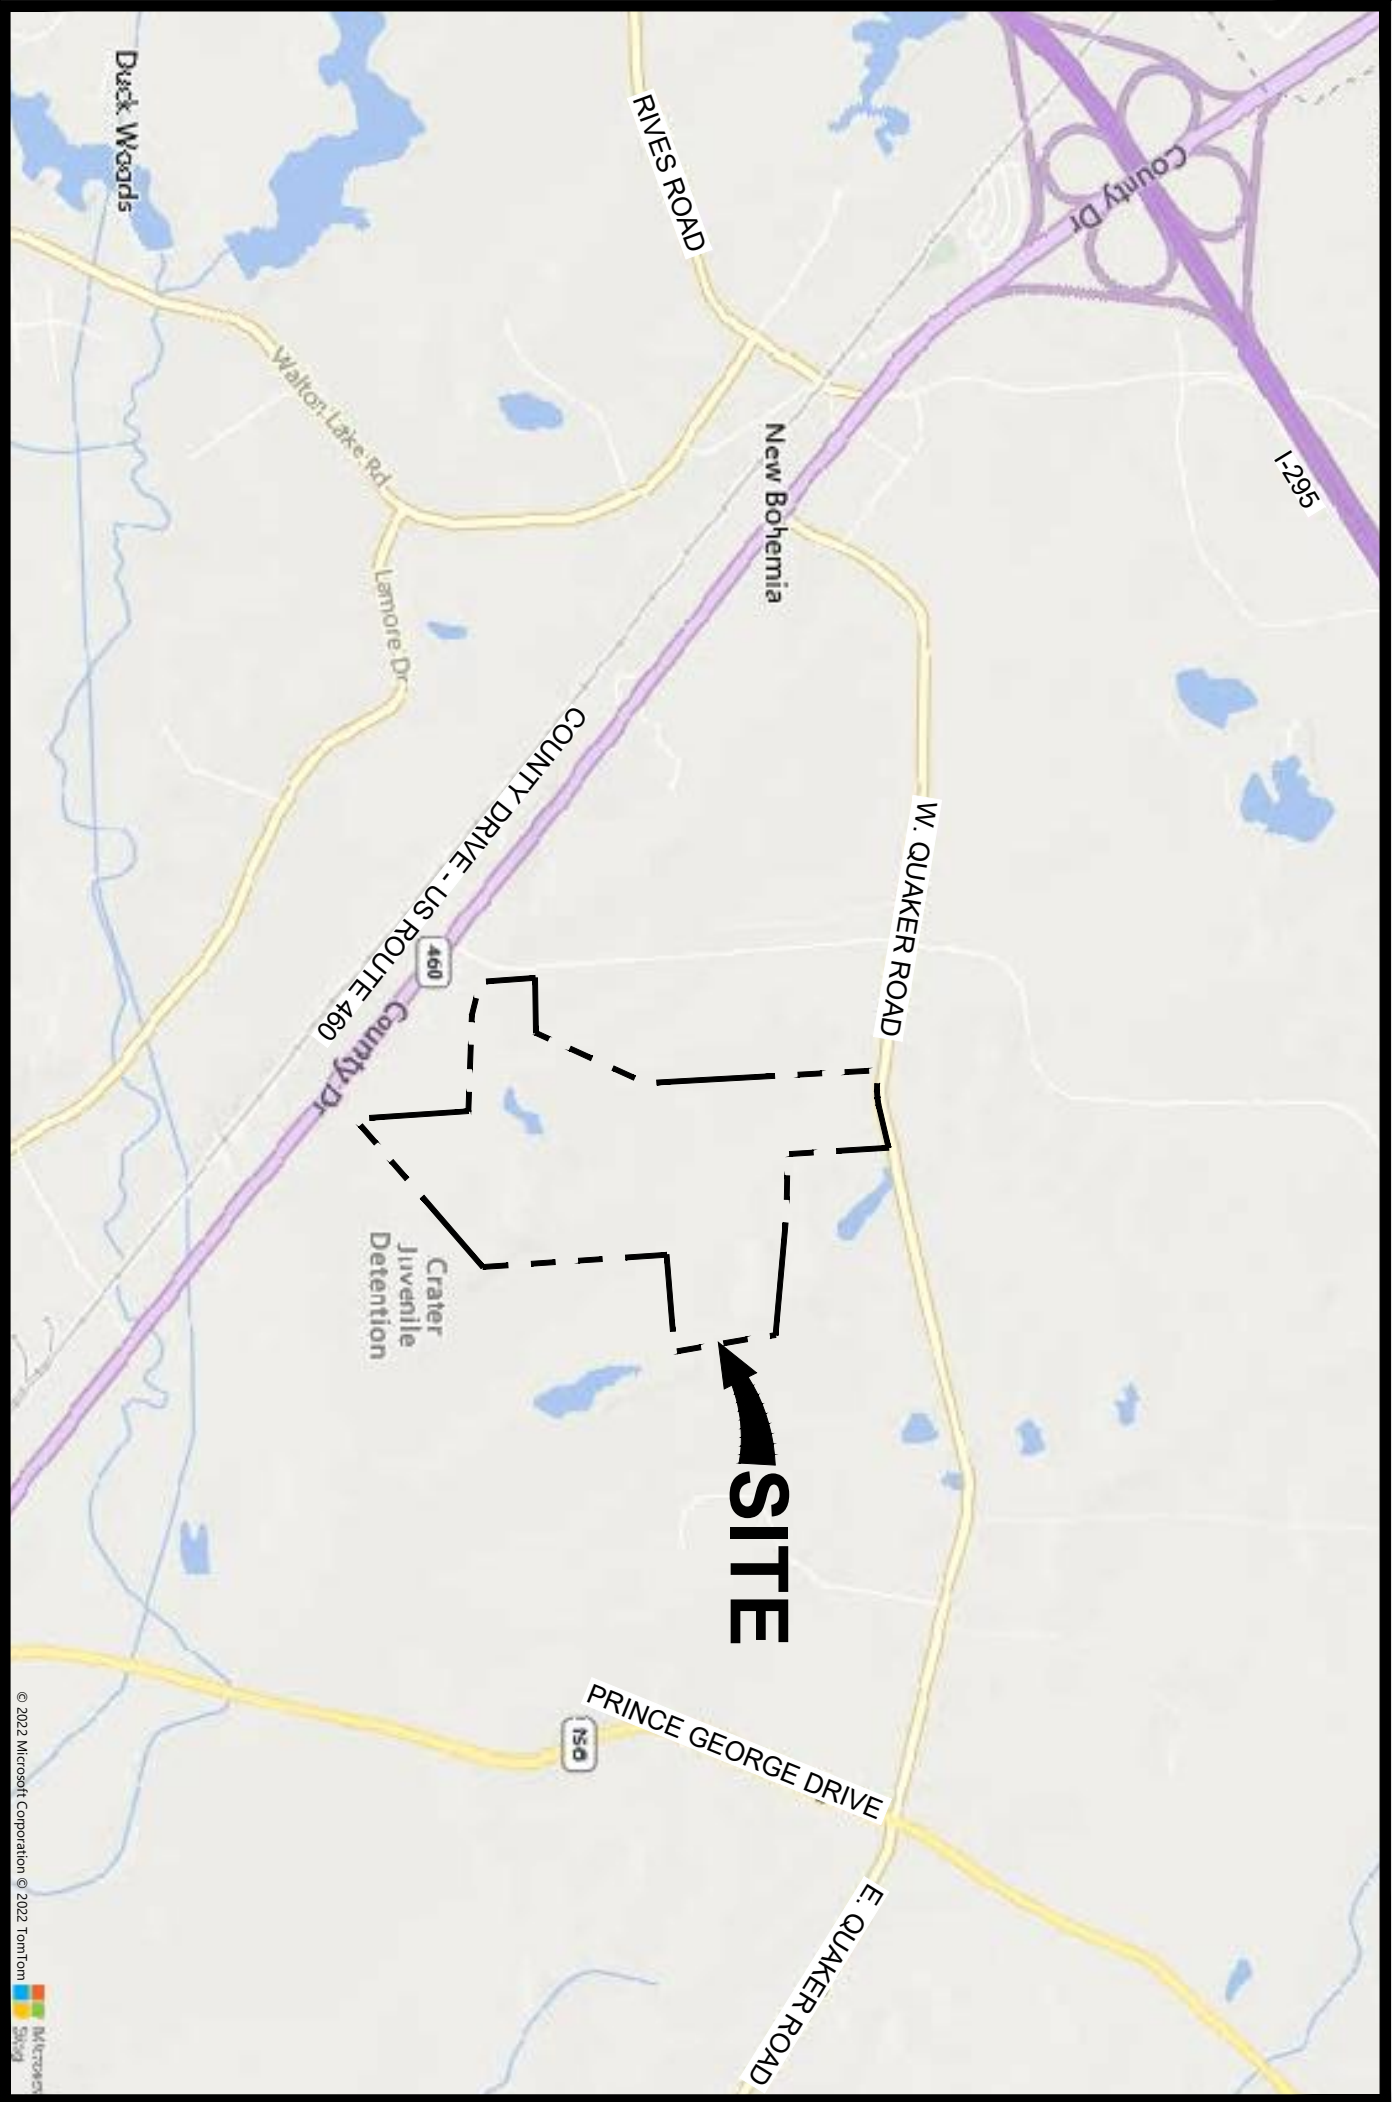 I-295
County Dr
RIVES ROAD
Duck Woods
Walton Lake Rd
New Bohemia
Lamore Dr
W. QUAKER ROAD
COUNTY DRIVE - US ROUTE 460
460
County Dr
Crater
Juvenile
Detention
SITE
PRINCE GEORGE DRIVE
156
E. QUAKER ROAD
© 2022 Microsoft Corporation © 2022 TomTom